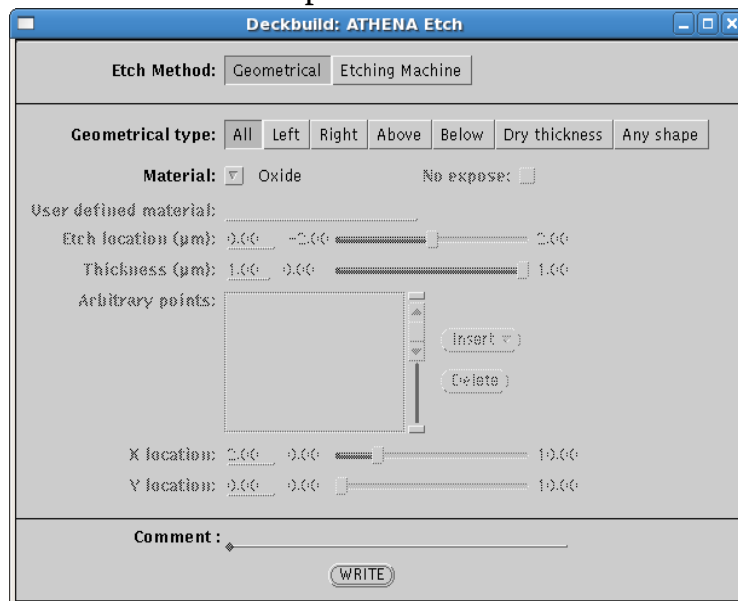 Deckbuild: ATHENA Etch
Etch Method: Geometrical Etching Machine
Geometrical type: All Left Right Above Below Dry thickness Any shape
Material: Oxide No expose:
User defined material:
Etch location (µm): 0.00 -2.00 2.00
Thickness (µm): 1.00 0.00 1.00
Arbitrary points:
Insert
Delete
X location: 2.00 0.00 10.00
Y location: 0.00 0.00 10.00
Comment :
WRITE